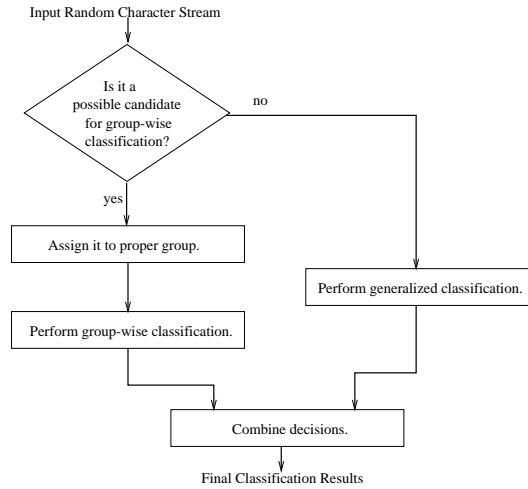 Input Random Character Stream
Is it a
possible candidate
for group-wise
classification?
no
yes
Assign it to proper group.
Perform generalized classification.
Perform group-wise classification.
Combine decisions.
Final Classification Results